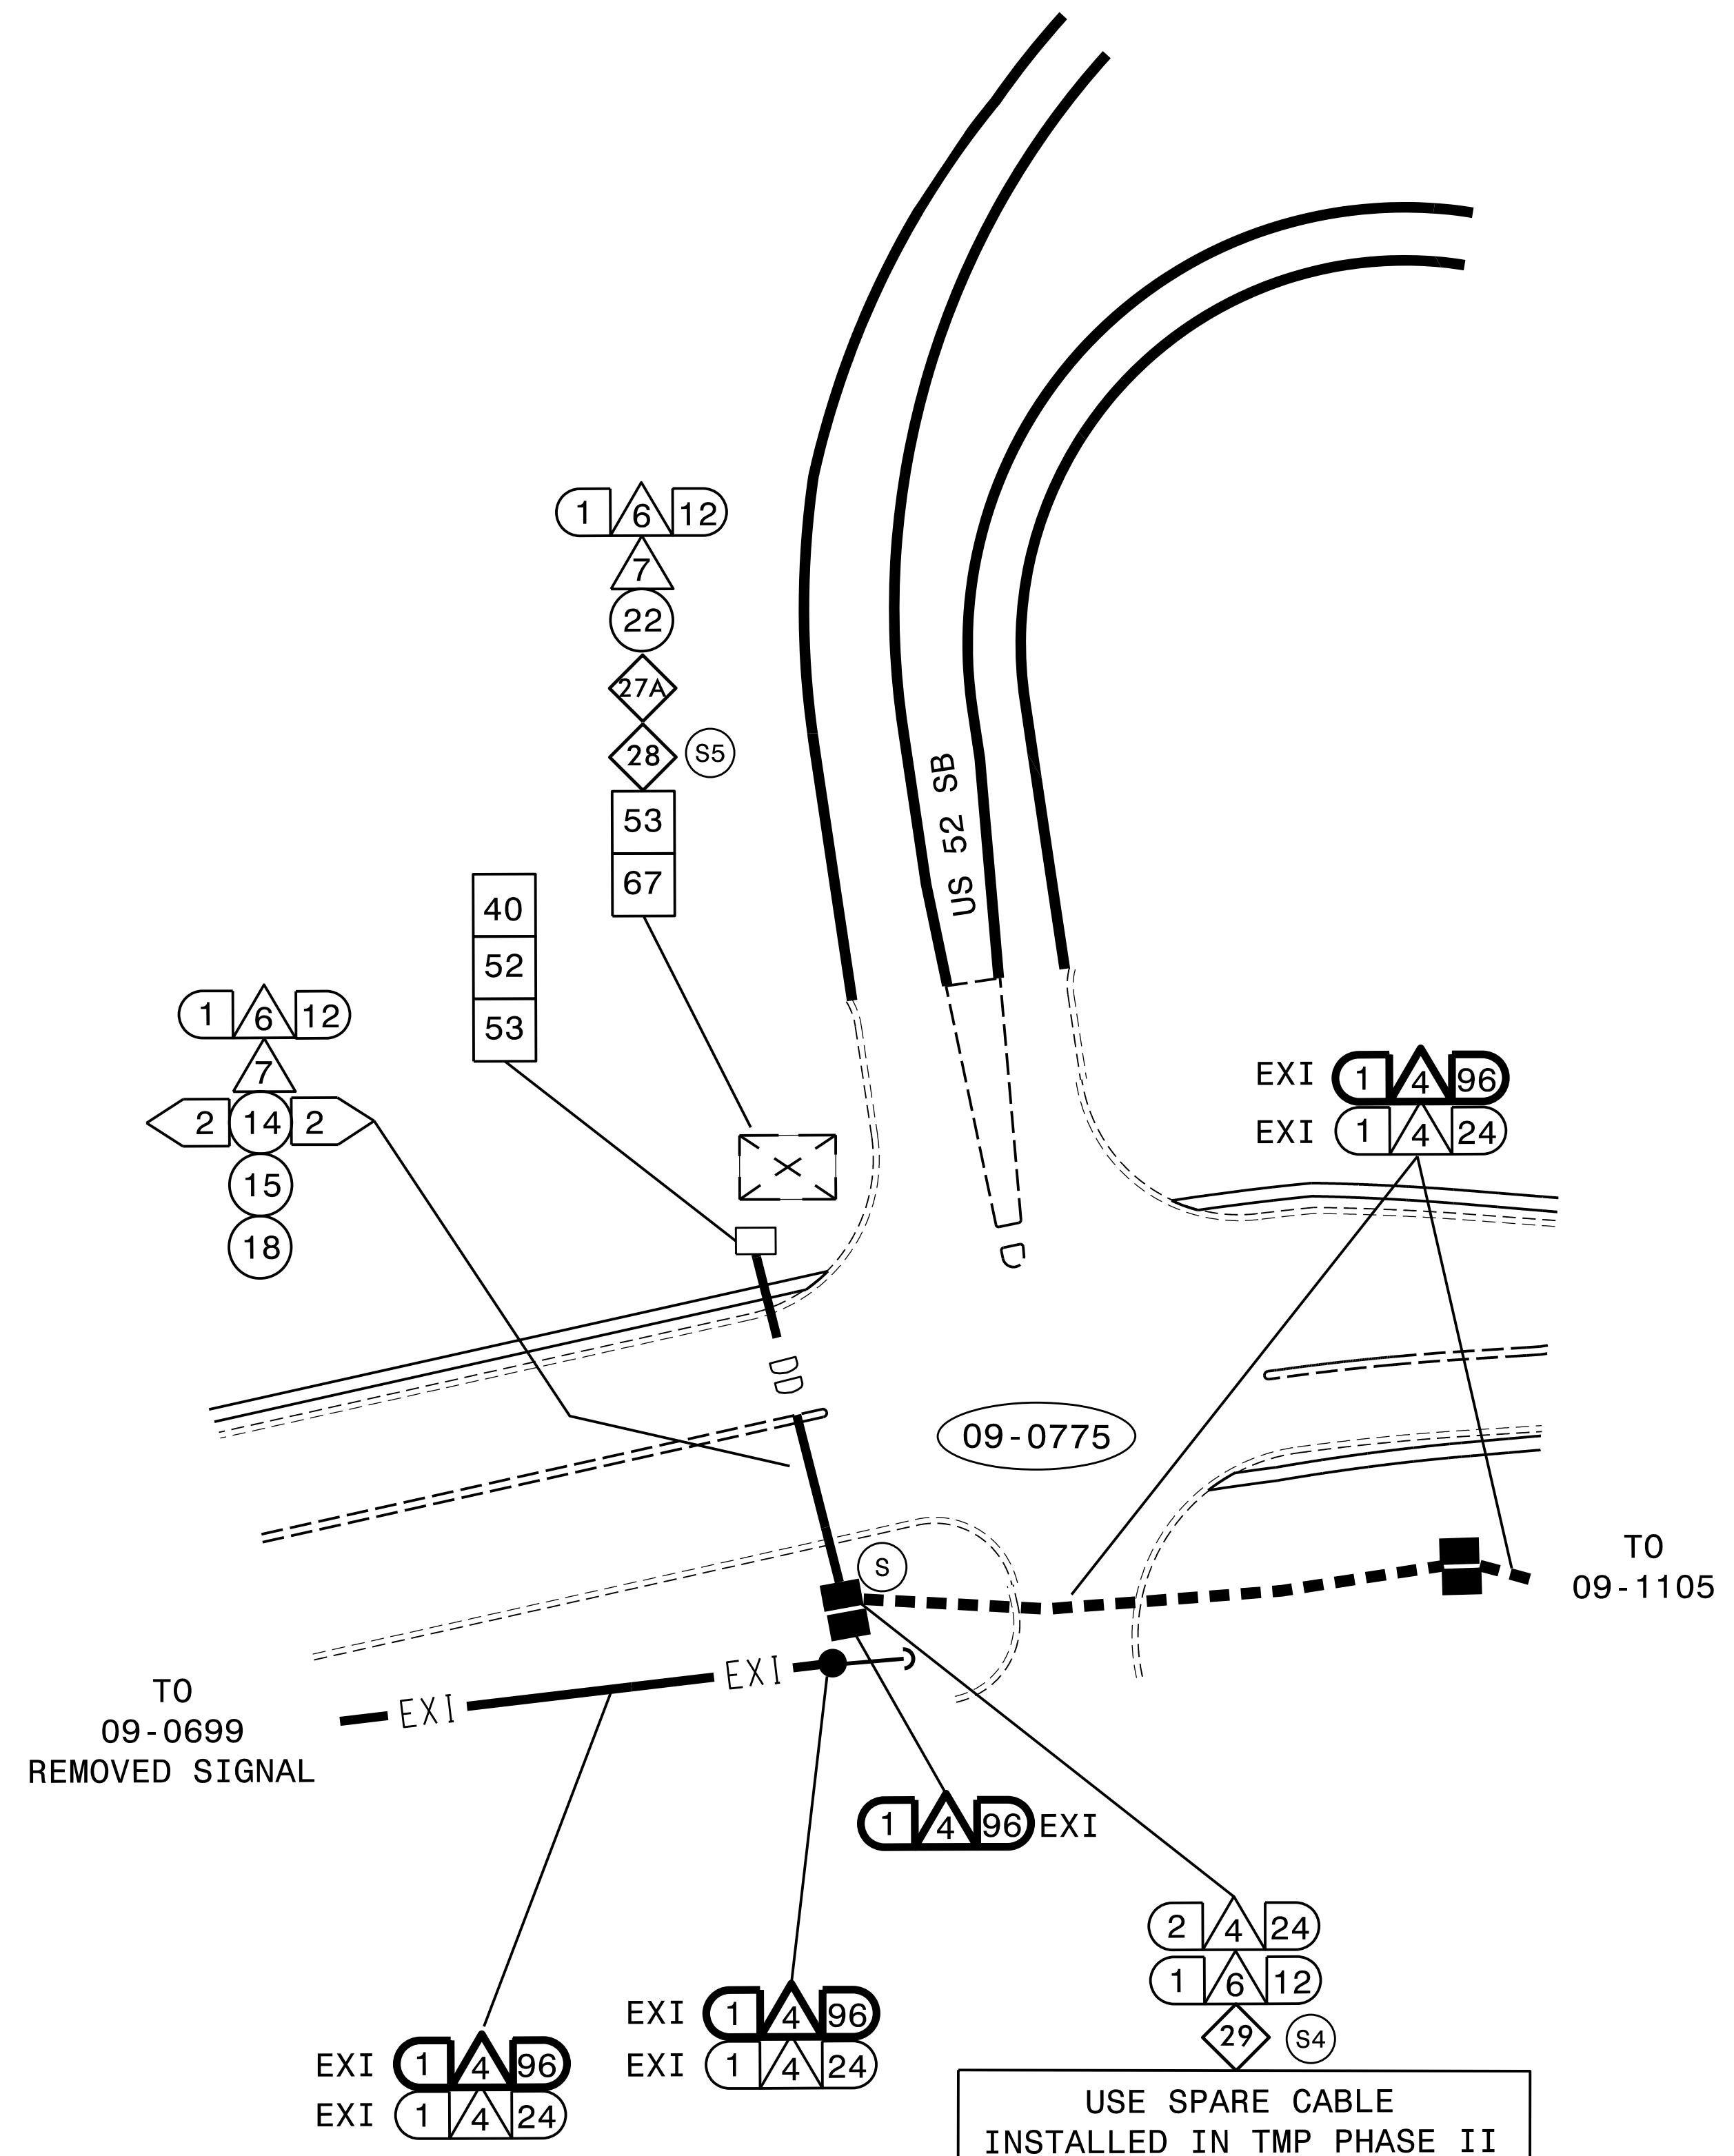 1 6 12
7
22
27A
28 S5
53
67
US 52 SB
40
52
53
1 6 12
7
2 14 2
15
18
EXI 1 4 96
EXI 1 4 24
D
D
D
09-0775
S
TO
09-1105
EXI
EXI
TO
09-0699
REMOVED SIGNAL
1 4 96 EXI
2 4 24
1 6 12
29 S4
USE SPARE CABLE
INSTALLED IN TMP PHASE II
EXI 1 4 96
EXI 1 4 24
EXI 1 4 96
EXI 1 4 24